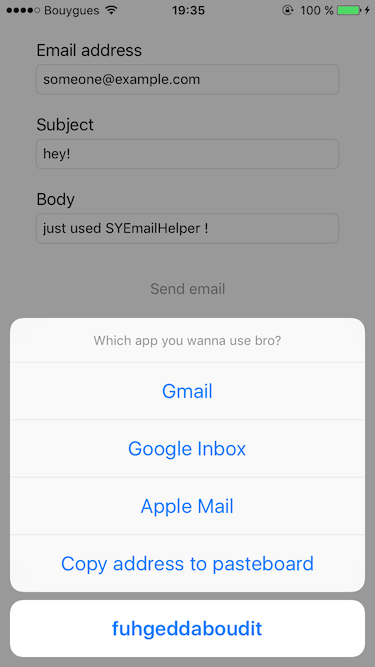 Bouygues 19:35 100 %
Email address
someone@example.com
Subject
hey!
Body
just used SYEmailHelper !
Send email
Which app you wanna use bro?
Gmail
Google Inbox
Apple Mail
Copy address to pasteboard
fuhgeddaboudit